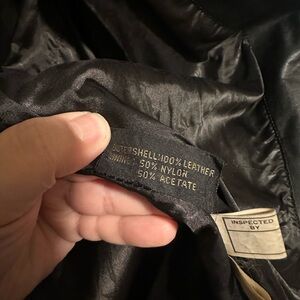 OUTERSHELL:100% LEATHER
LINING: 50% NYLON
50% ACETATE
INSPECTED
BY